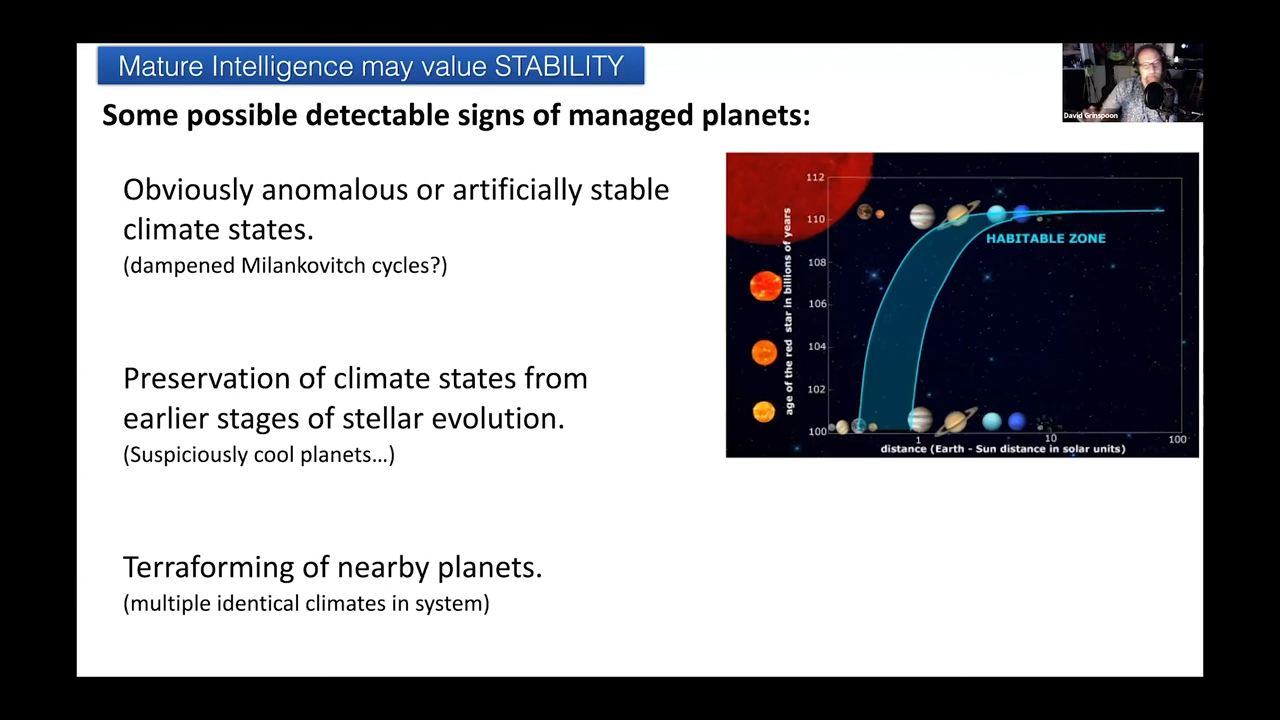 Mature Intelligence may value STABILITY
Some possible detectable signs of managed planets:
David Grinspoon
Obviously anomalous or artificially stable
climate states.
(dampened Milankovitch cycles?)
Preservation of climate states from
earlier stages of stellar evolution.
(Suspiciously cool planets...)
Terraforming of nearby planets.
(multiple identical climates in system)
age of the red star in billions of years
112
110
108
106
104
102
100
HABITABLE ZONE
1
10
100
distance (Earth - Sun distance in solar units)